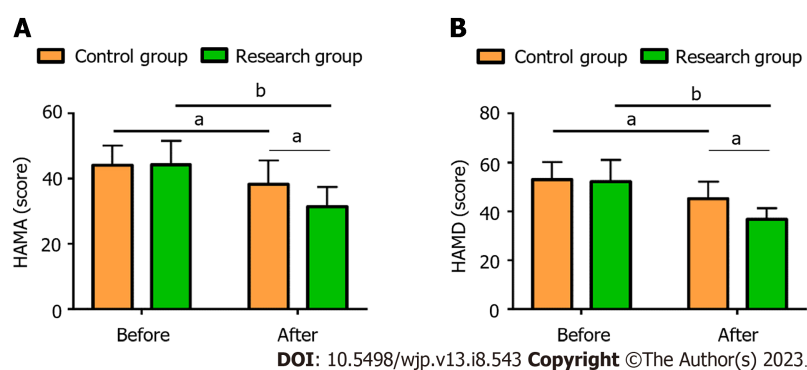 A
Control group Research group
b
a
a
60
40
20
0
HAMA (score)
Before After
B
Control group Research group
b
a
a
80
60
40
20
0
HAMD (score)
Before After
DOI: 10.5498/wjp.v13.i8.543 Copyright ©The Author(s) 2023.